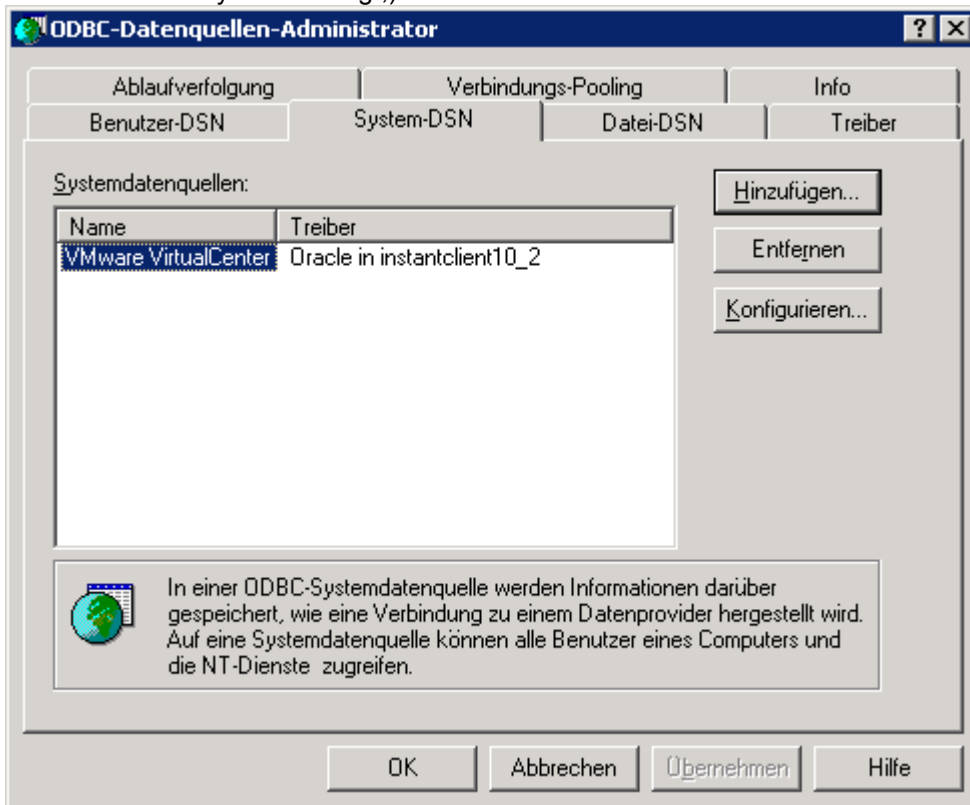 ODBC-Datenquellen-Administrator
Ablaufverfolgung Verbindungs-Pooling Info
Benutzer-DSN System-DSN Datei-DSN Treiber
Systemdatenquellen:
Hinzufügen...
Name Treiber
VMware VirtualCenter Oracle in instantclient10_2
Entfernen
Konfigurieren...
In einer ODBC-Systemdatenquelle werden Informationen darüber
gespeichert, wie eine Verbindung zu einem Datenprovider hergestellt wird.
Auf eine Systemdatenquelle können alle Benutzer eines Computers und
die NT-Dienste zugreifen.
OK Abbrechen Übernehmen Hilfe